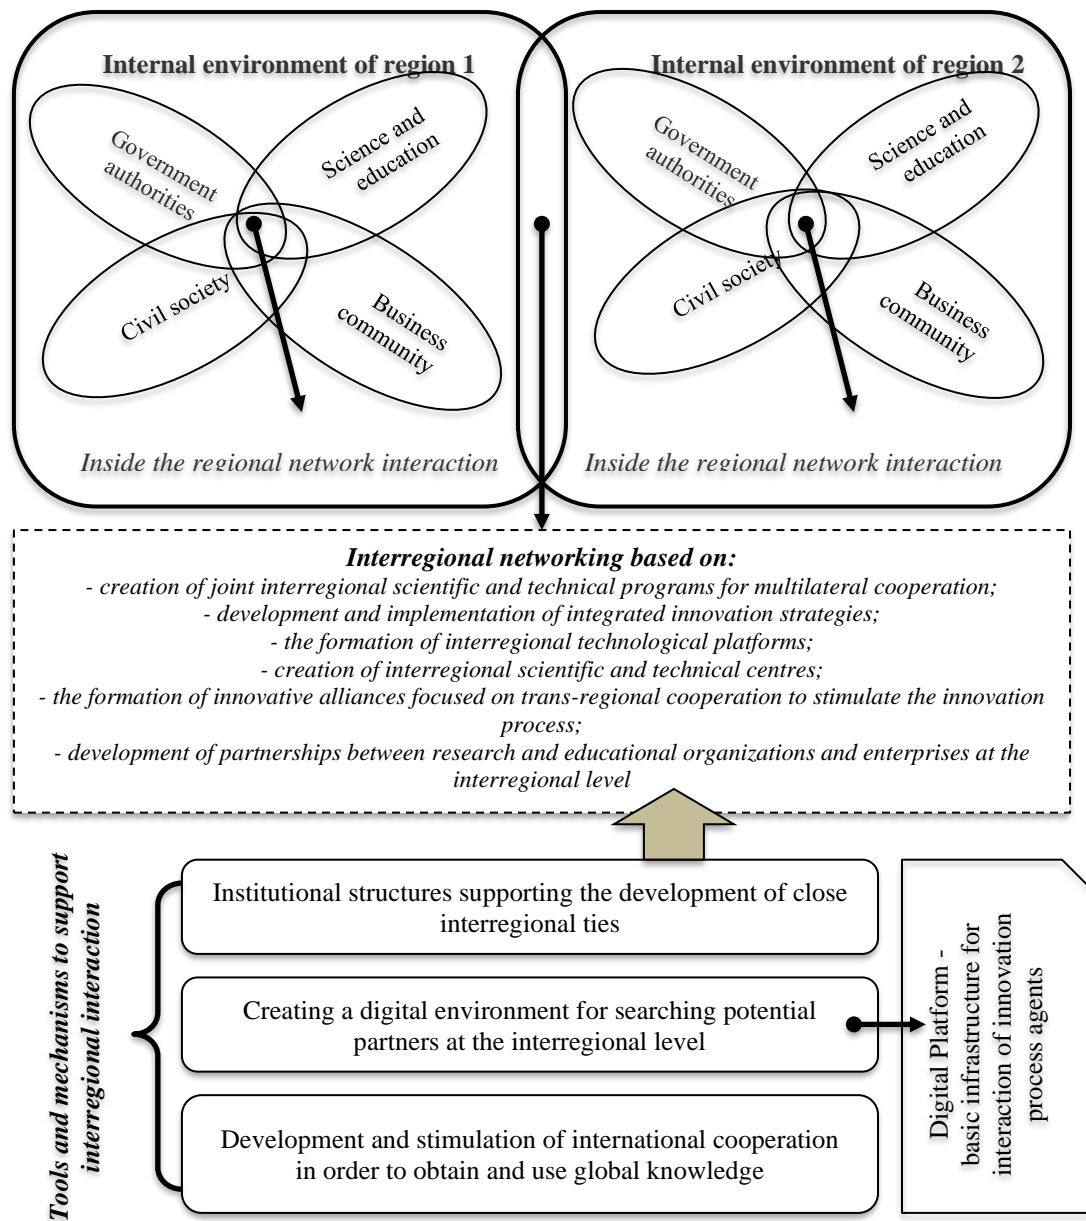 Internal environment of region 1
Government
authorities
Science and
education
Civil society
Business
community
Inside the regional network interaction
Internal environment of region 2
Government
authorities
Science and
education
Civil society
Business
community
Inside the regional network interaction
Interregional networking based on:
- creation of joint interregional scientific and technical programs for multilateral cooperation;
- development and implementation of integrated innovation strategies;
- the formation of interregional technological platforms;
- creation of interregional scientific and technical centres;
- the formation of innovative alliances focused on trans-regional cooperation to stimulate the innovation
process;
- development of partnerships between research and educational organizations and enterprises at the
interregional level
Tools and mechanisms to support
interregional interaction
Institutional structures supporting the development of close
interregional ties
Creating a digital environment for searching potential
partners at the interregional level
Development and stimulation of international cooperation
in order to obtain and use global knowledge
Digital Platform -
basic infrastructure for
interaction of innovation
process agents